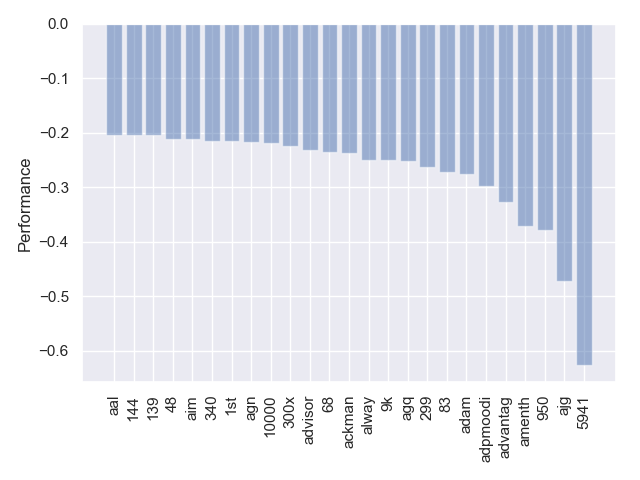 0.0
−0.1
−0.2
−0.3
−0.4
−0.5
−0.6
Performance
aal
144
139
48
aim
340
1st
agn
10000
300x
advisor
68
ackman
alway
9k
agq
299
83
adam
adpmoodi
advantag
amenth
950
ajg
5941